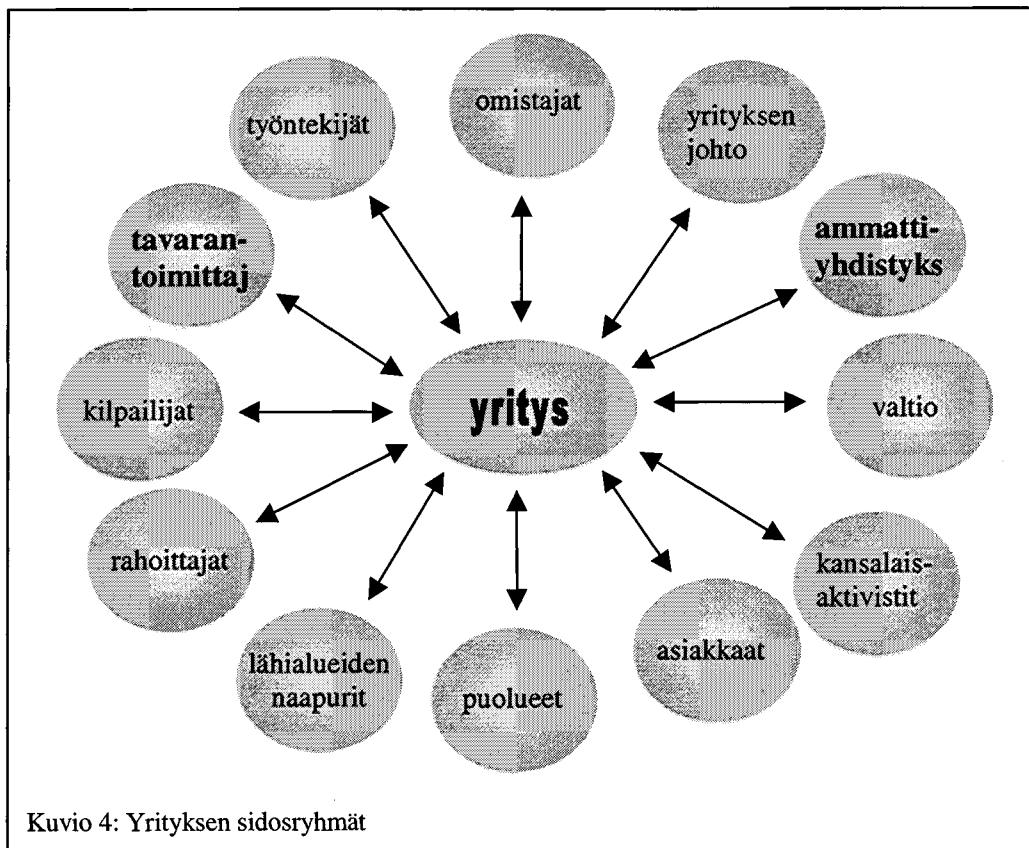 omistajat
työntekijät
yrityksen
johto
tavaran-
toimittaj
ammatti-
yhdistyks
kilpailijat
yritys
valtio
rahoittajat
kansalais-
aktivistit
lähialueiden
naapurit
puolueet
asiakkaat
Kuvio 4: Yrityksen sidosryhmät